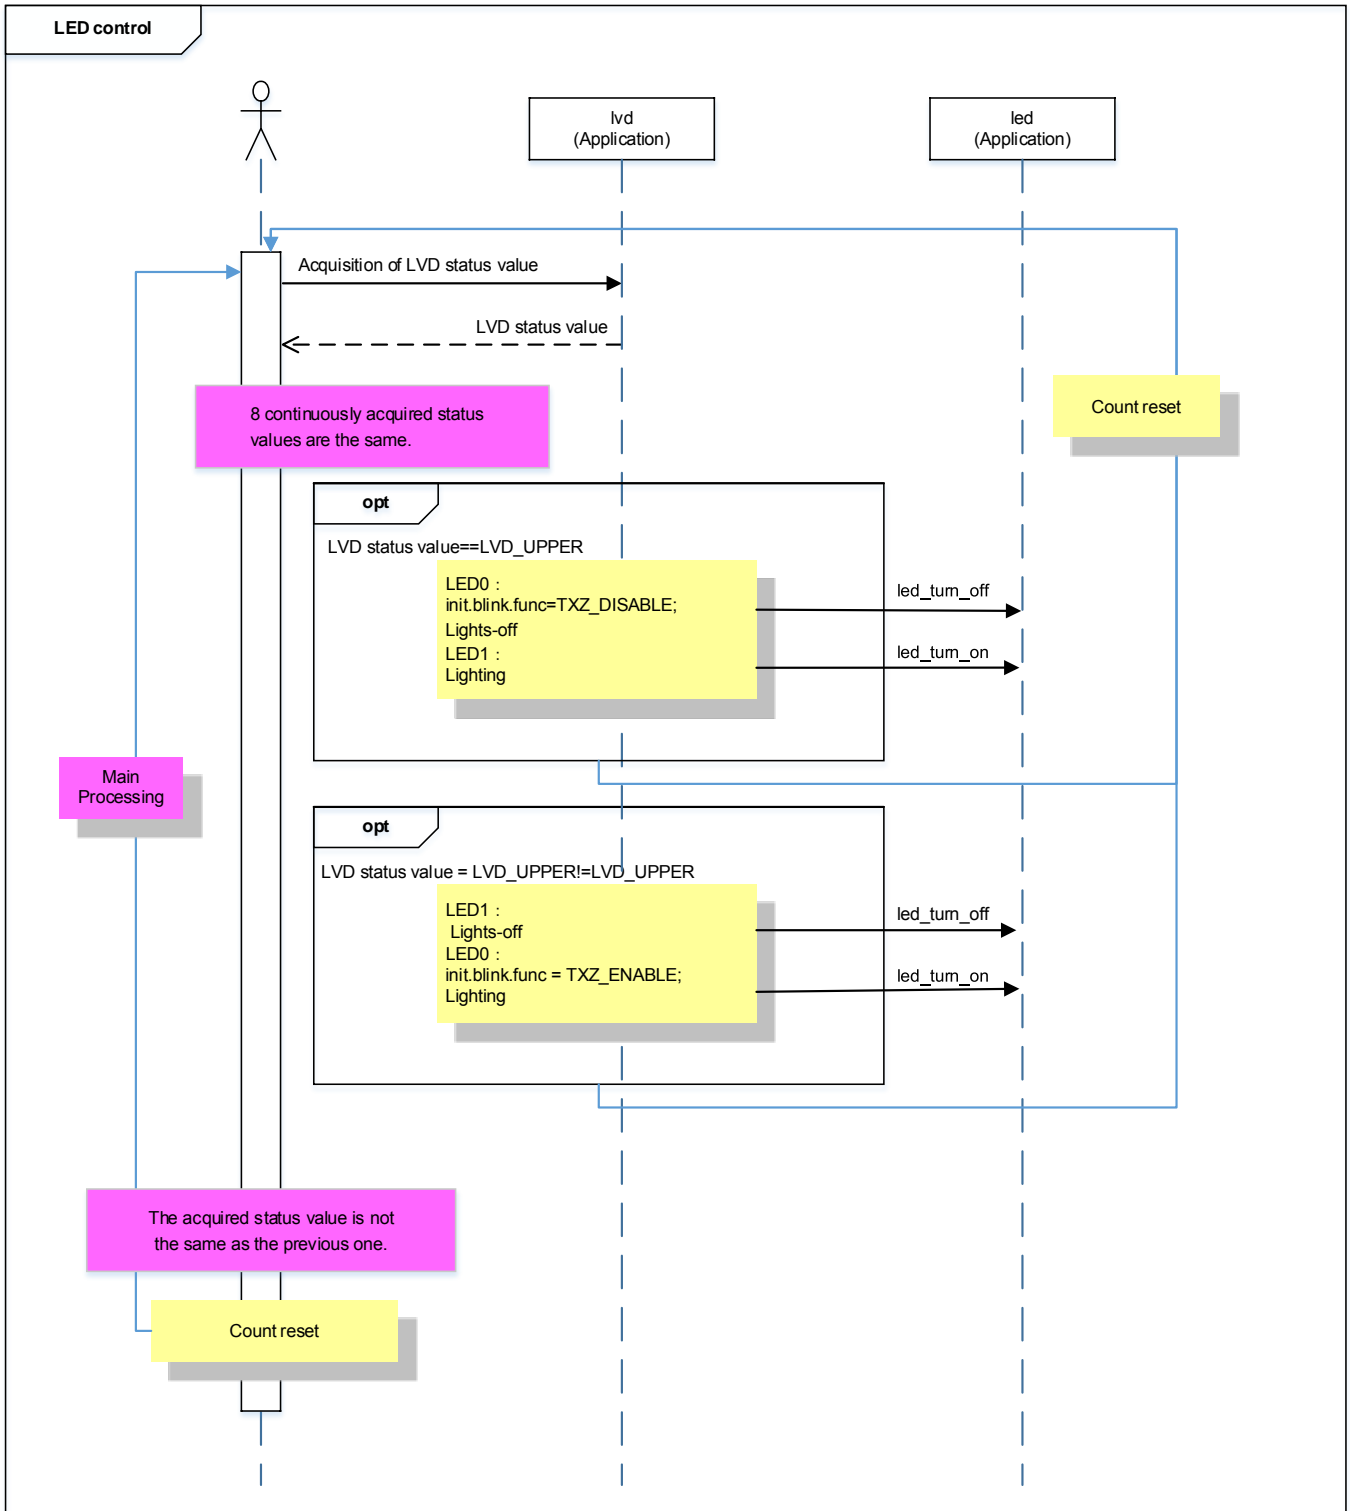 LED control
lvd
(Application)
led
(Application)
Acquisition of LVD status value
LVD status value
8 continuously acquired status
values are the same.
Count reset
opt
LVD status value==LVD_UPPER
LED0 :
init.blink.func=TXZ_DISABLE;
Lights-off
LED1 :
Lighting
led_turn_off
led_turn_on
Main
Processing
opt
LVD status value = LVD_UPPER!=LVD_UPPER
LED1 :
Lights-off
LED0 :
init.blink.func = TXZ_ENABLE;
Lighting
led_turn_off
led_turn_on
The acquired status value is not
the same as the previous one.
Count reset